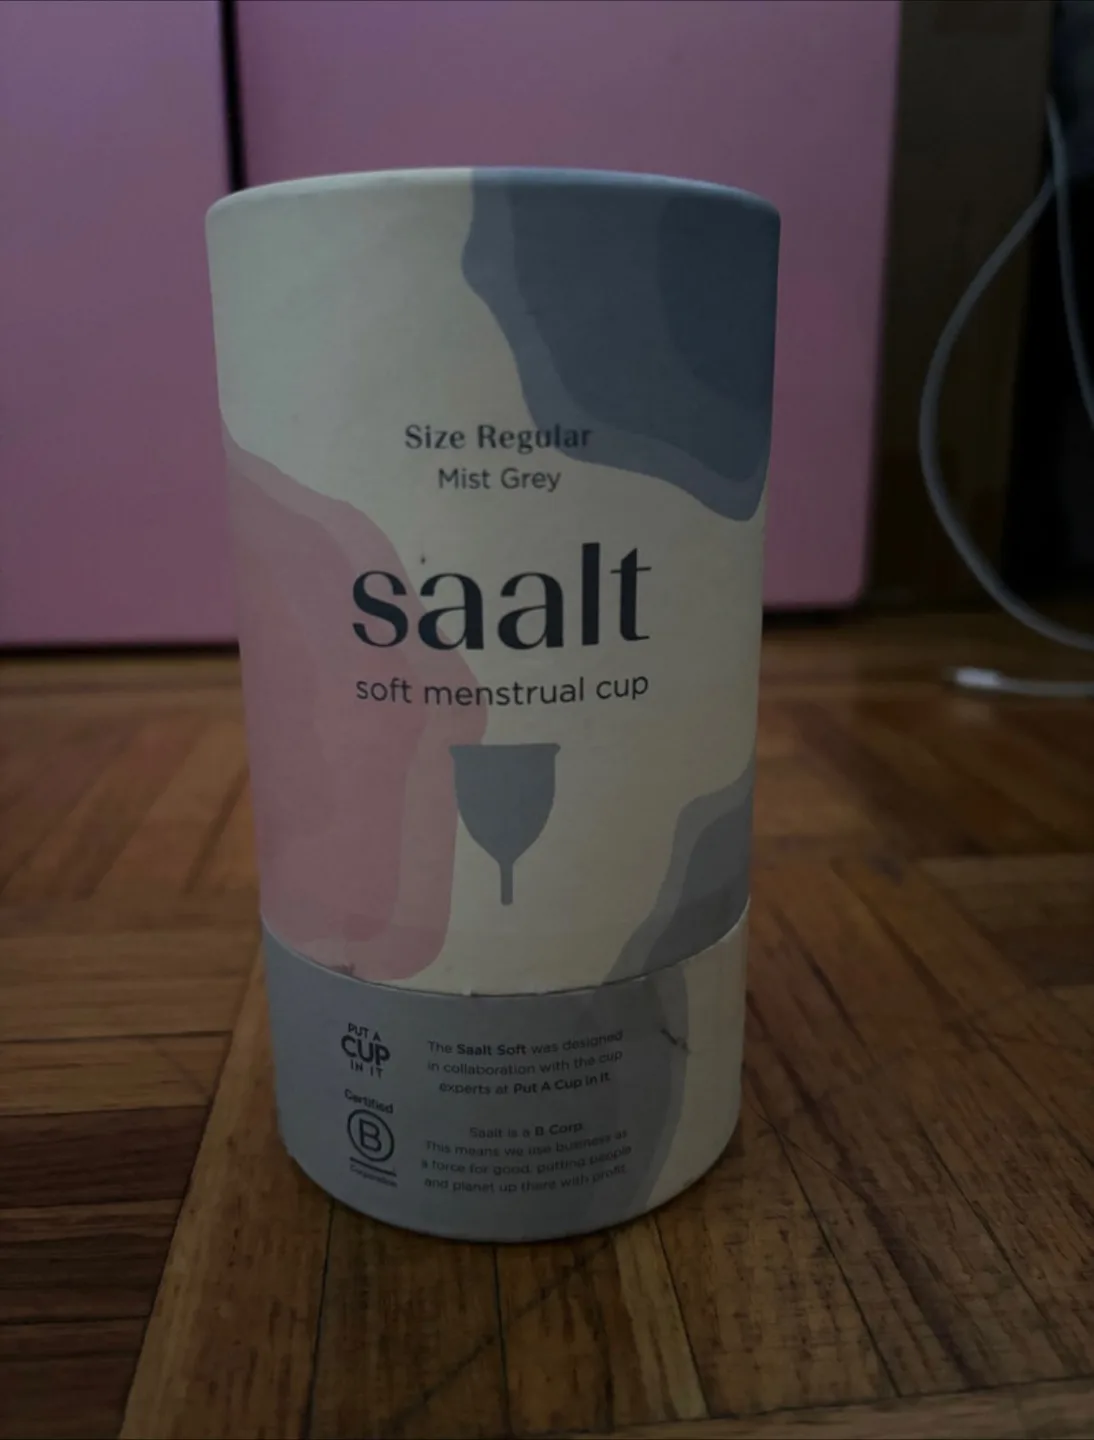 Size Regular
Mist Grey
saalt
soft menstrual cup
PUT A
CUP
IN IT
The Saalt Soft was designed
in collaboration with the cup
experts at Put A Cup In It.
Certified
B
Corporation
Saalt is a B Corp.
This means we use business as
a force for good, putting people
and planet up there with profit.